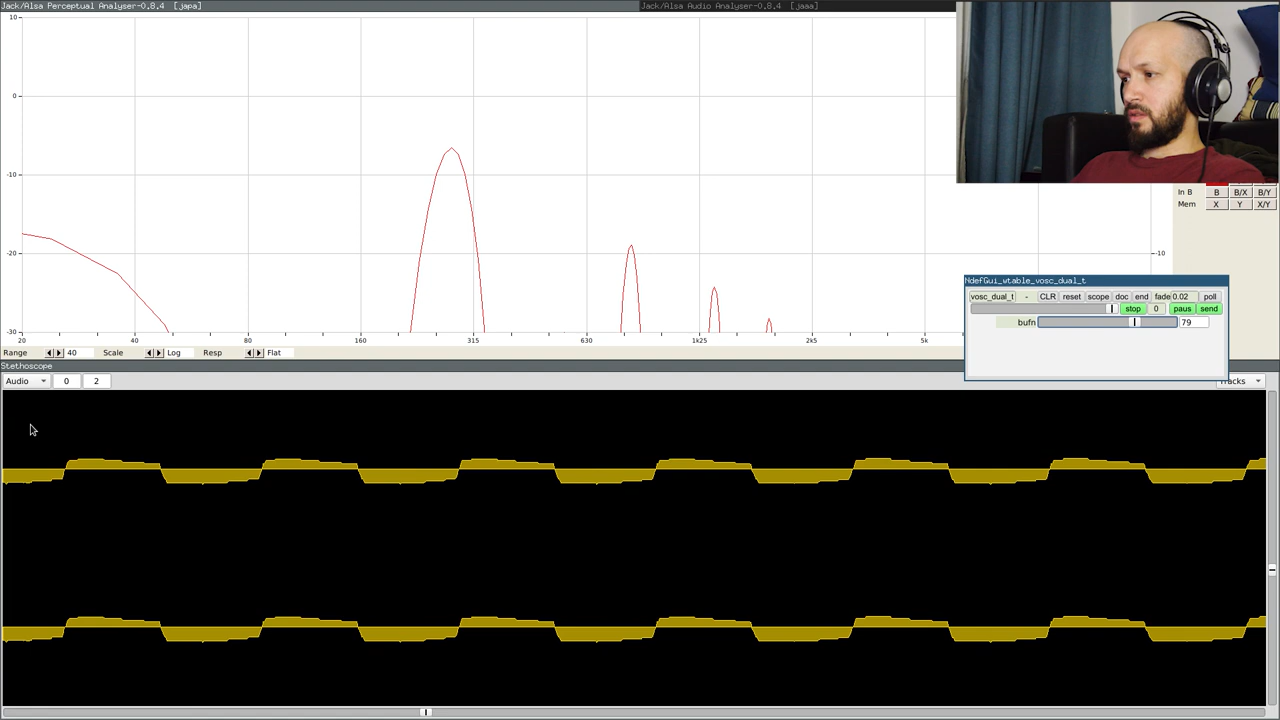 Jack/Alsa Perceptual Analyser-0.8.4 [japa]
Jack/Alsa Audio Analyser-0.8.4 [jaaa]
10
0
-10
-20
-30
-10
20 40 80 160 315 630 1k25 2k5 5k
Range 40 Scale Log Resp Flat
In B B B/X B/Y
Mem X Y X/Y
NdefGui_wtable_vosc_dual_t
vosc_dual_t - CLR reset scope doc end fade 0.02 poll
stop 0 paus send
bufn 79
Stethoscope
Audio 0 2 Tracks